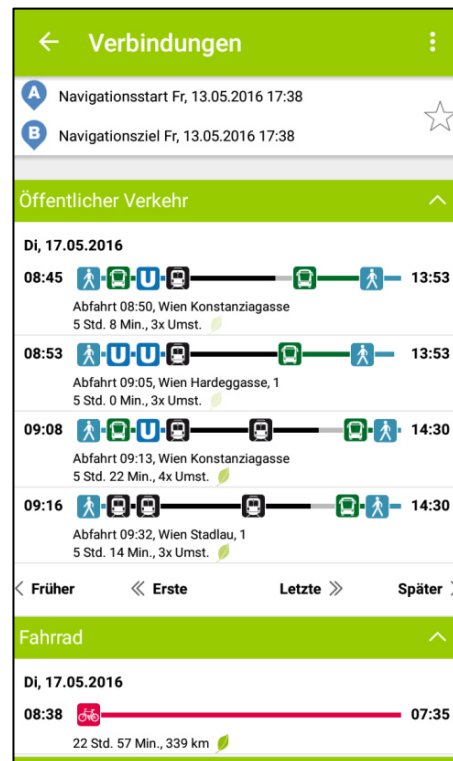 Verbindungen
A Navigationsstart Fr, 13.05.2016 17:38
B Navigationsziel Fr, 13.05.2016 17:38
Öffentlicher Verkehr
Di, 17.05.2016
08:45 U 13:53
Abfahrt 08:50, Wien Konstanziagasse
5 Std. 8 Min., 3x Umst.
08:53 U U 13:53
Abfahrt 09:05, Wien Hardeggasse, 1
5 Std. 0 Min., 3x Umst.
09:08 U 14:30
Abfahrt 09:13, Wien Konstanziagasse
5 Std. 22 Min., 4x Umst.
09:16 14:30
Abfahrt 09:32, Wien Stadlau, 1
5 Std. 14 Min., 3x Umst.
Früher Erste Letzte Später
Fahrrad
Di, 17.05.2016
08:38 07:35
22 Std. 57 Min., 339 km